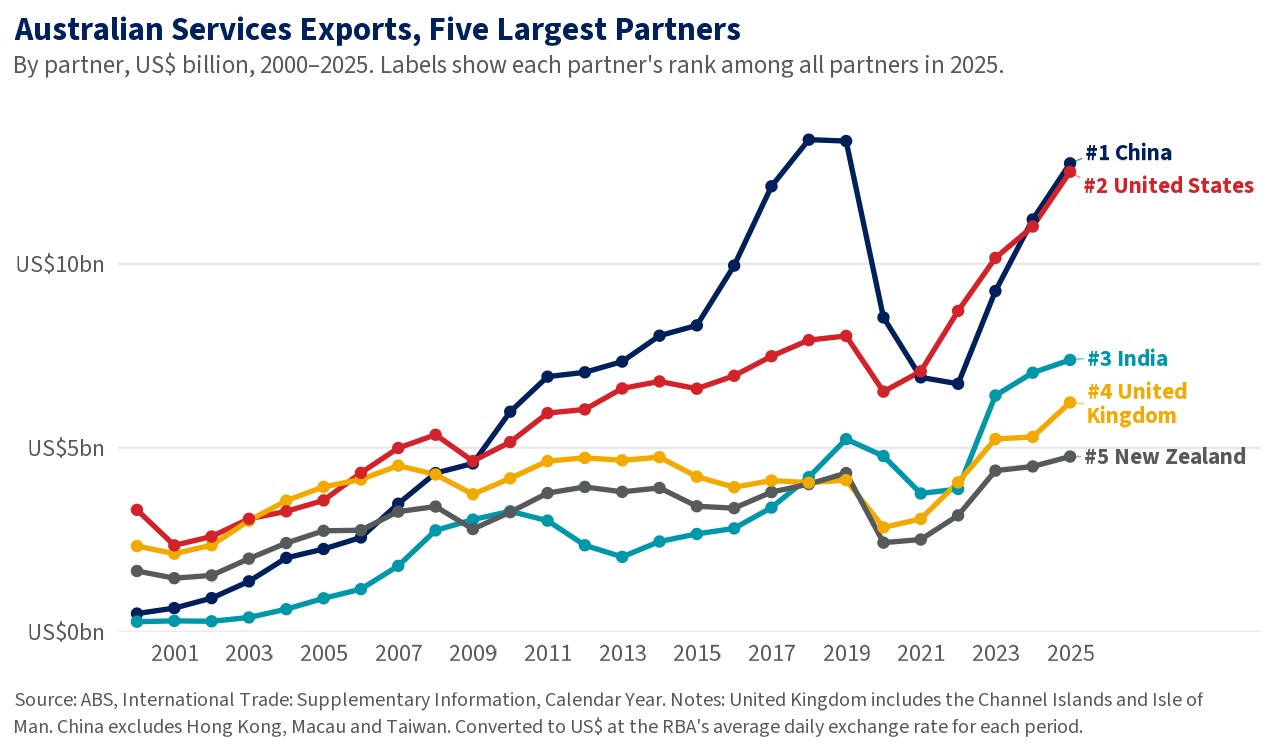 Australian Services Exports, Five Largest Partners
By partner, US$ billion, 2000–2025. Labels show each partner's rank among all partners in 2025.
#1 China
#2 United States
US$10bn
#3 India
#4 United
Kingdom
US$5bn
#5 New Zealand
US$0bn
2001 2003 2005 2007 2009 2011 2013 2015 2017 2019 2021 2023 2025
Source: ABS, International Trade: Supplementary Information, Calendar Year. Notes: United Kingdom includes the Channel Islands and Isle of
Man. China excludes Hong Kong, Macau and Taiwan. Converted to US$ at the RBA's average daily exchange rate for each period.